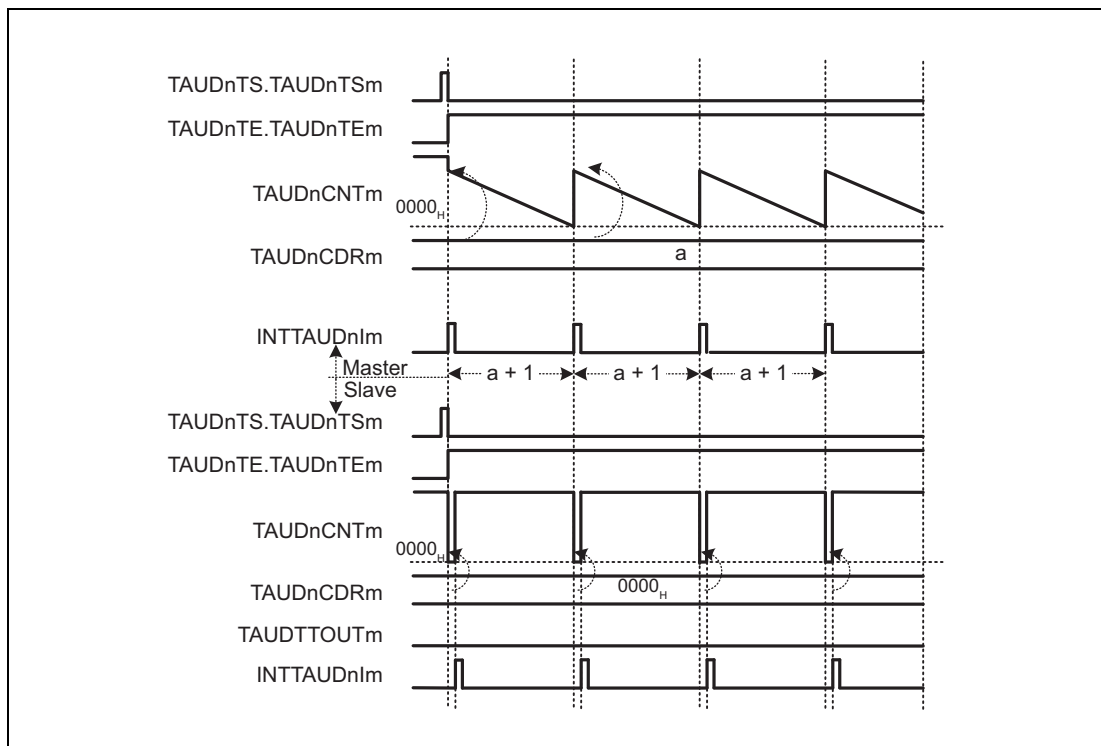 TAUDnTS.TAUDnTSm
TAUDnTE.TAUDnTEm
TAUDnCNTm
0000H
TAUDnCDRm
a
INTTAUDnIm
Master
a + 1 a + 1 a + 1
Slave
TAUDnTS.TAUDnTSm
TAUDnTE.TAUDnTEm
TAUDnCNTm
0000H
TAUDnCDRm
0000H
TAUDTTOUTm
INTTAUDnIm